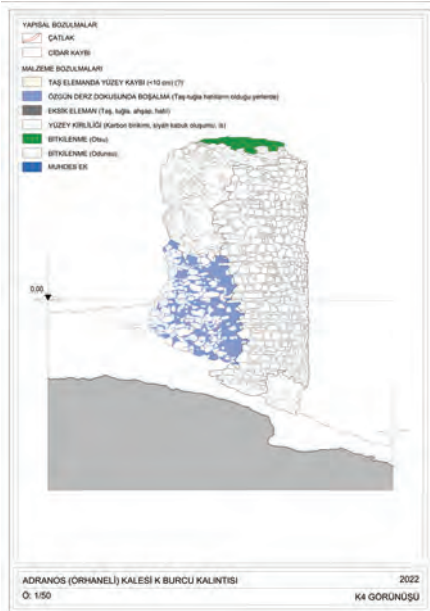 YAPISAL BOZULMALAR
ÇATLAK
CİDAR KAYBI
MALZEME BOZULMALARI
TAŞ ELEMANDA YÜZEY KAYBI (<10 cm) (?)
ÖZGÜN DERZ DOKUSUNDA BOŞALMA (Taş-tuğla hatılların olduğu yerlerde)
EKSİK ELEMAN (Taş, tuğla, ahşap, hatıl)
YÜZEY KİRLİLİĞİ (Karbon birikimi, siyah kabuk oluşumu, is)
BİTKİLENME (Otsu)
BİTKİLENME (Odunsu)
MUHDES EK
0.00
ADRANOS (ORHANELİ) KALESİ K BURCU KALINTISI 2022
Ö: 1/50 K4 GÖRÜNÜŞÜ